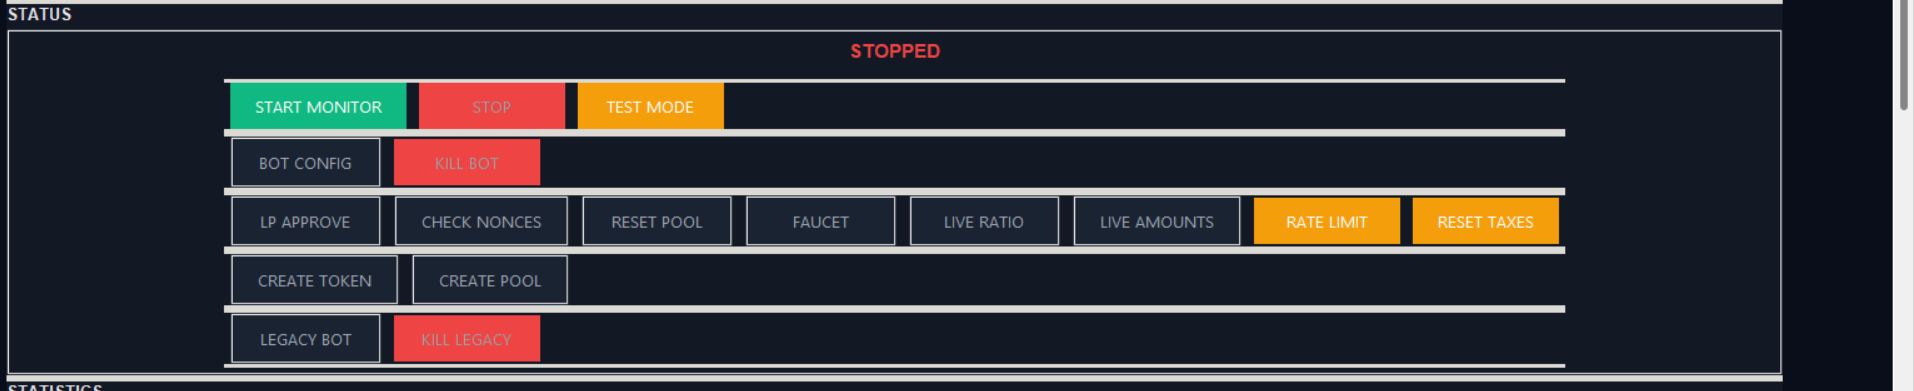 STATUS
STOPPED
START MONITOR STOP TEST MODE
BOT CONFIG KILL BOT
LP APPROVE CHECK NONCES RESET POOL FAUCET LIVE RATIO LIVE AMOUNTS RATE LIMIT RESET TAXES
CREATE TOKEN CREATE POOL
LEGACY BOT KILL LEGACY
STATISTICS